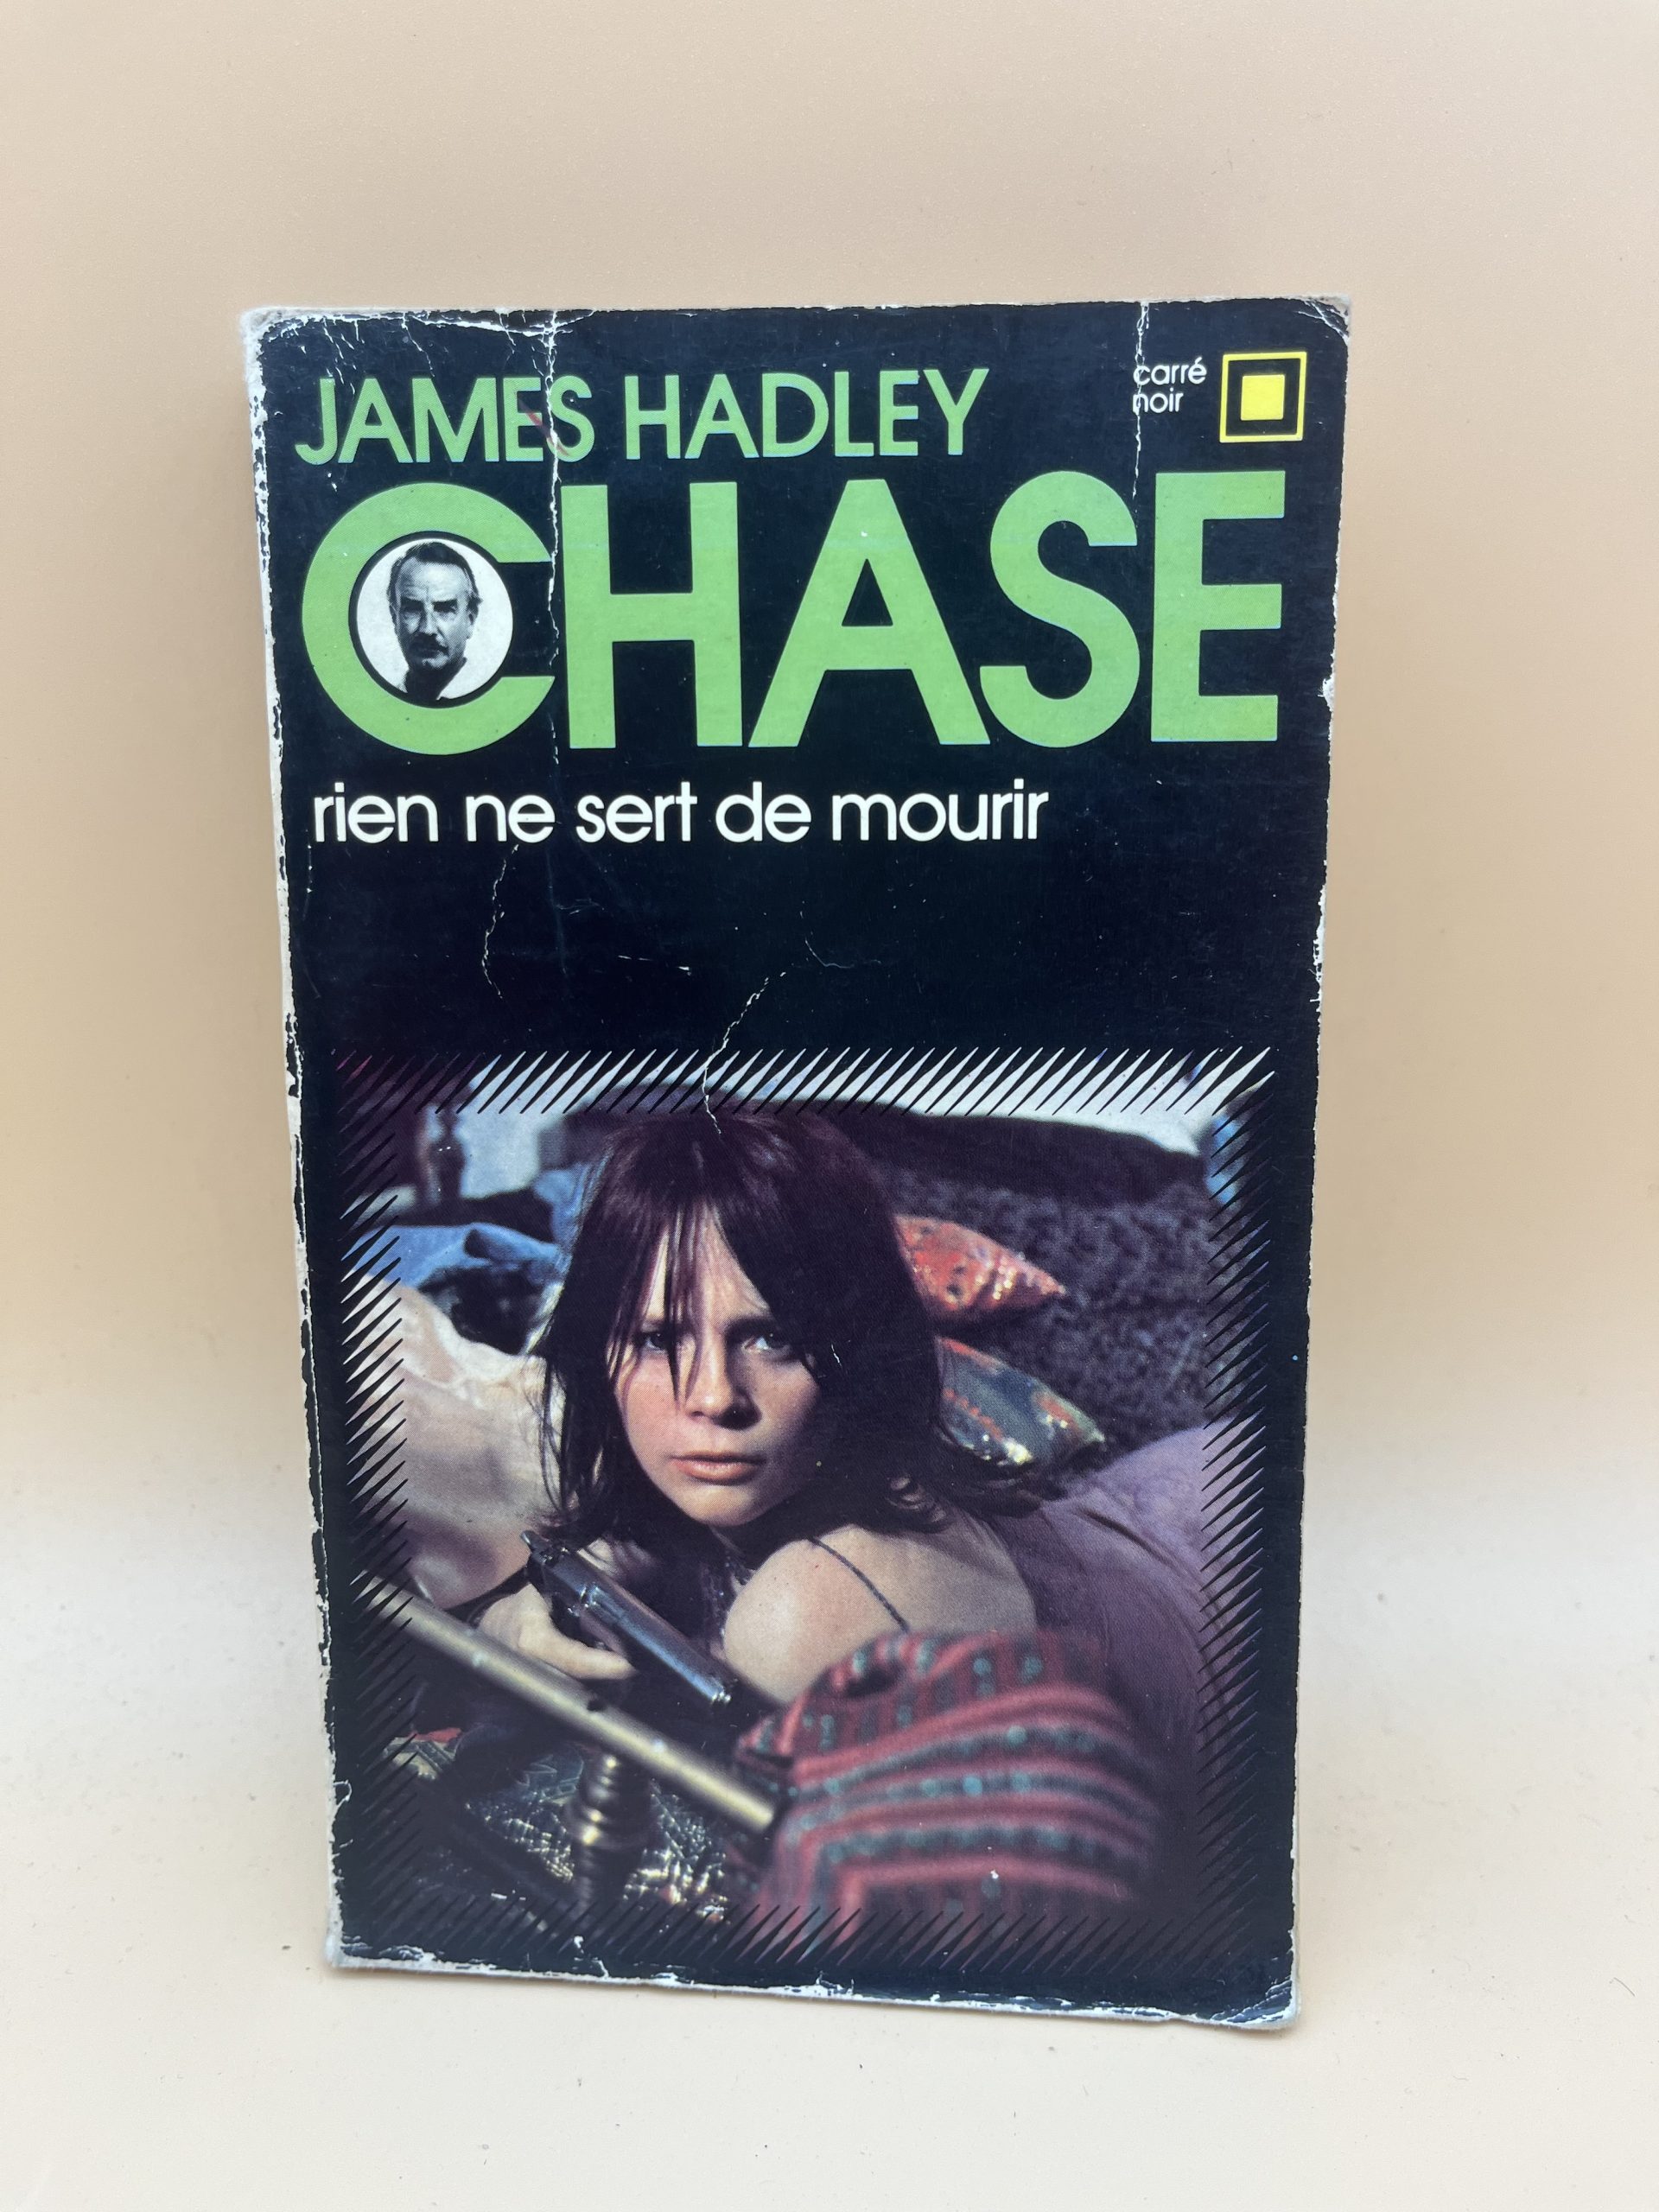 JAMES HADLEY
carré
noir
CHASE
rien ne sert de mourir